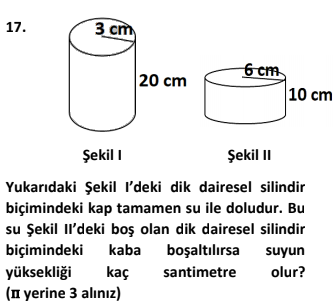 17.
3 cm
20 cm
6 cm
10 cm
Şekil I
Şekil II
Yukarıdaki Şekil I’deki dik dairesel silindir
biçimindeki kap tamamen su ile doludur. Bu
su Şekil II’deki boş olan dik dairesel silindir
biçimindeki kaba boşaltılırsa suyun
yüksekliği kaç santimetre olur?
(π yerine 3 alınız)